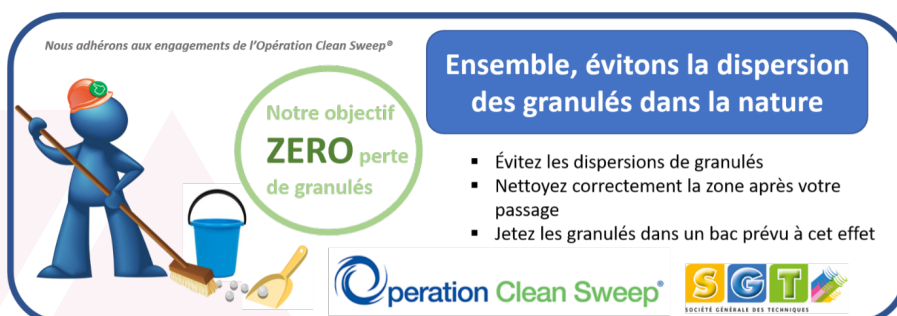 Nous adhérons aux engagements de l'Opération Clean Sweep®
Notre objectif
ZERO perte
de granulés
Ensemble, évitons la dispersion
des granulés dans la nature
▪ Évitez les dispersions de granulés
▪ Nettoyez correctement la zone après votre
passage
▪ Jetez les granulés dans un bac prévu à cet effet
Operation Clean Sweep®
SGT
SOCIÉTÉ GÉNÉRALE DES TECHNIQUES